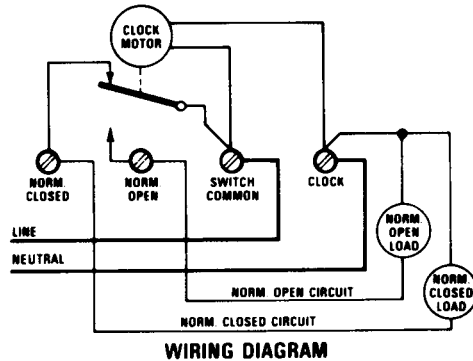 CLOCK
MOTOR
NORM.
CLOSED
NORM.
OPEN
SWITCH
COMMON
CLOCK
LINE
NEUTRAL
NORM.
OPEN
LOAD
NORM.
CLOSED
LOAD
NORM. OPEN CIRCUIT
NORM. CLOSED CIRCUIT
WIRING DIAGRAM